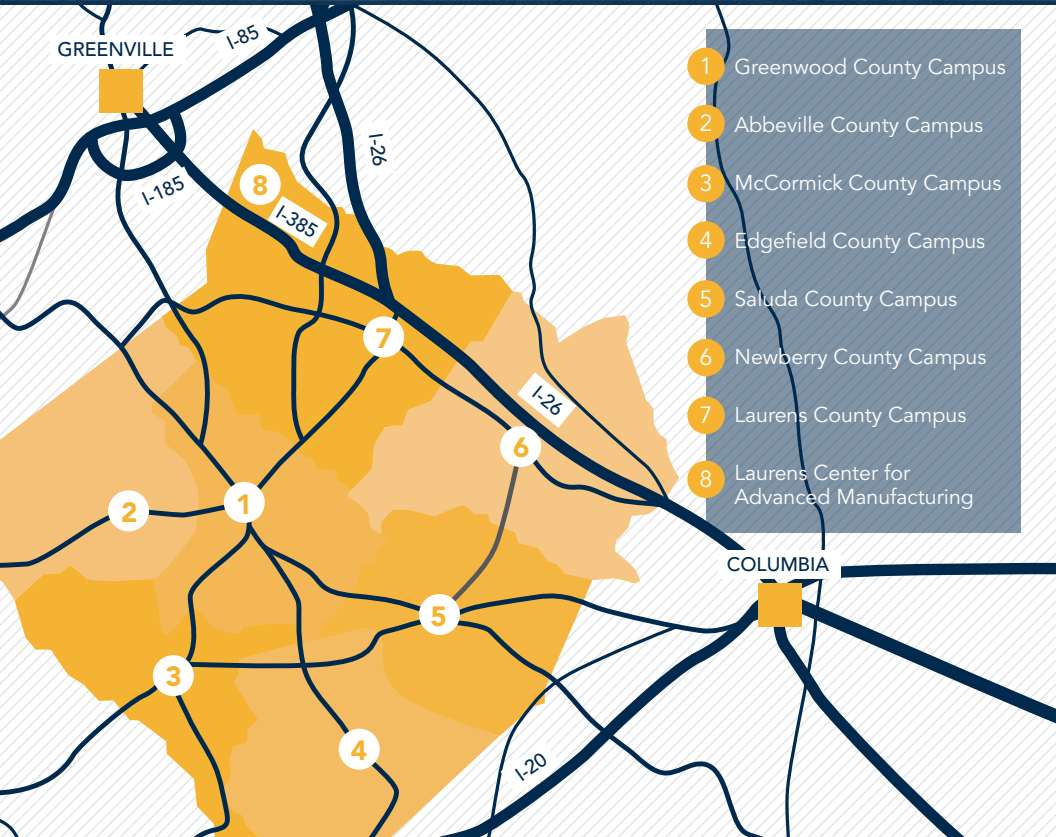 GREENVILLE
I-85
I-26
I-185
8
I-385
7
I-26
6
2
1
5
3
4
I-20
COLUMBIA
1 Greenwood County Campus
2 Abbeville County Campus
3 McCormick County Campus
4 Edgefield County Campus
5 Saluda County Campus
6 Newberry County Campus
7 Laurens County Campus
8 Laurens Center for
Advanced Manufacturing